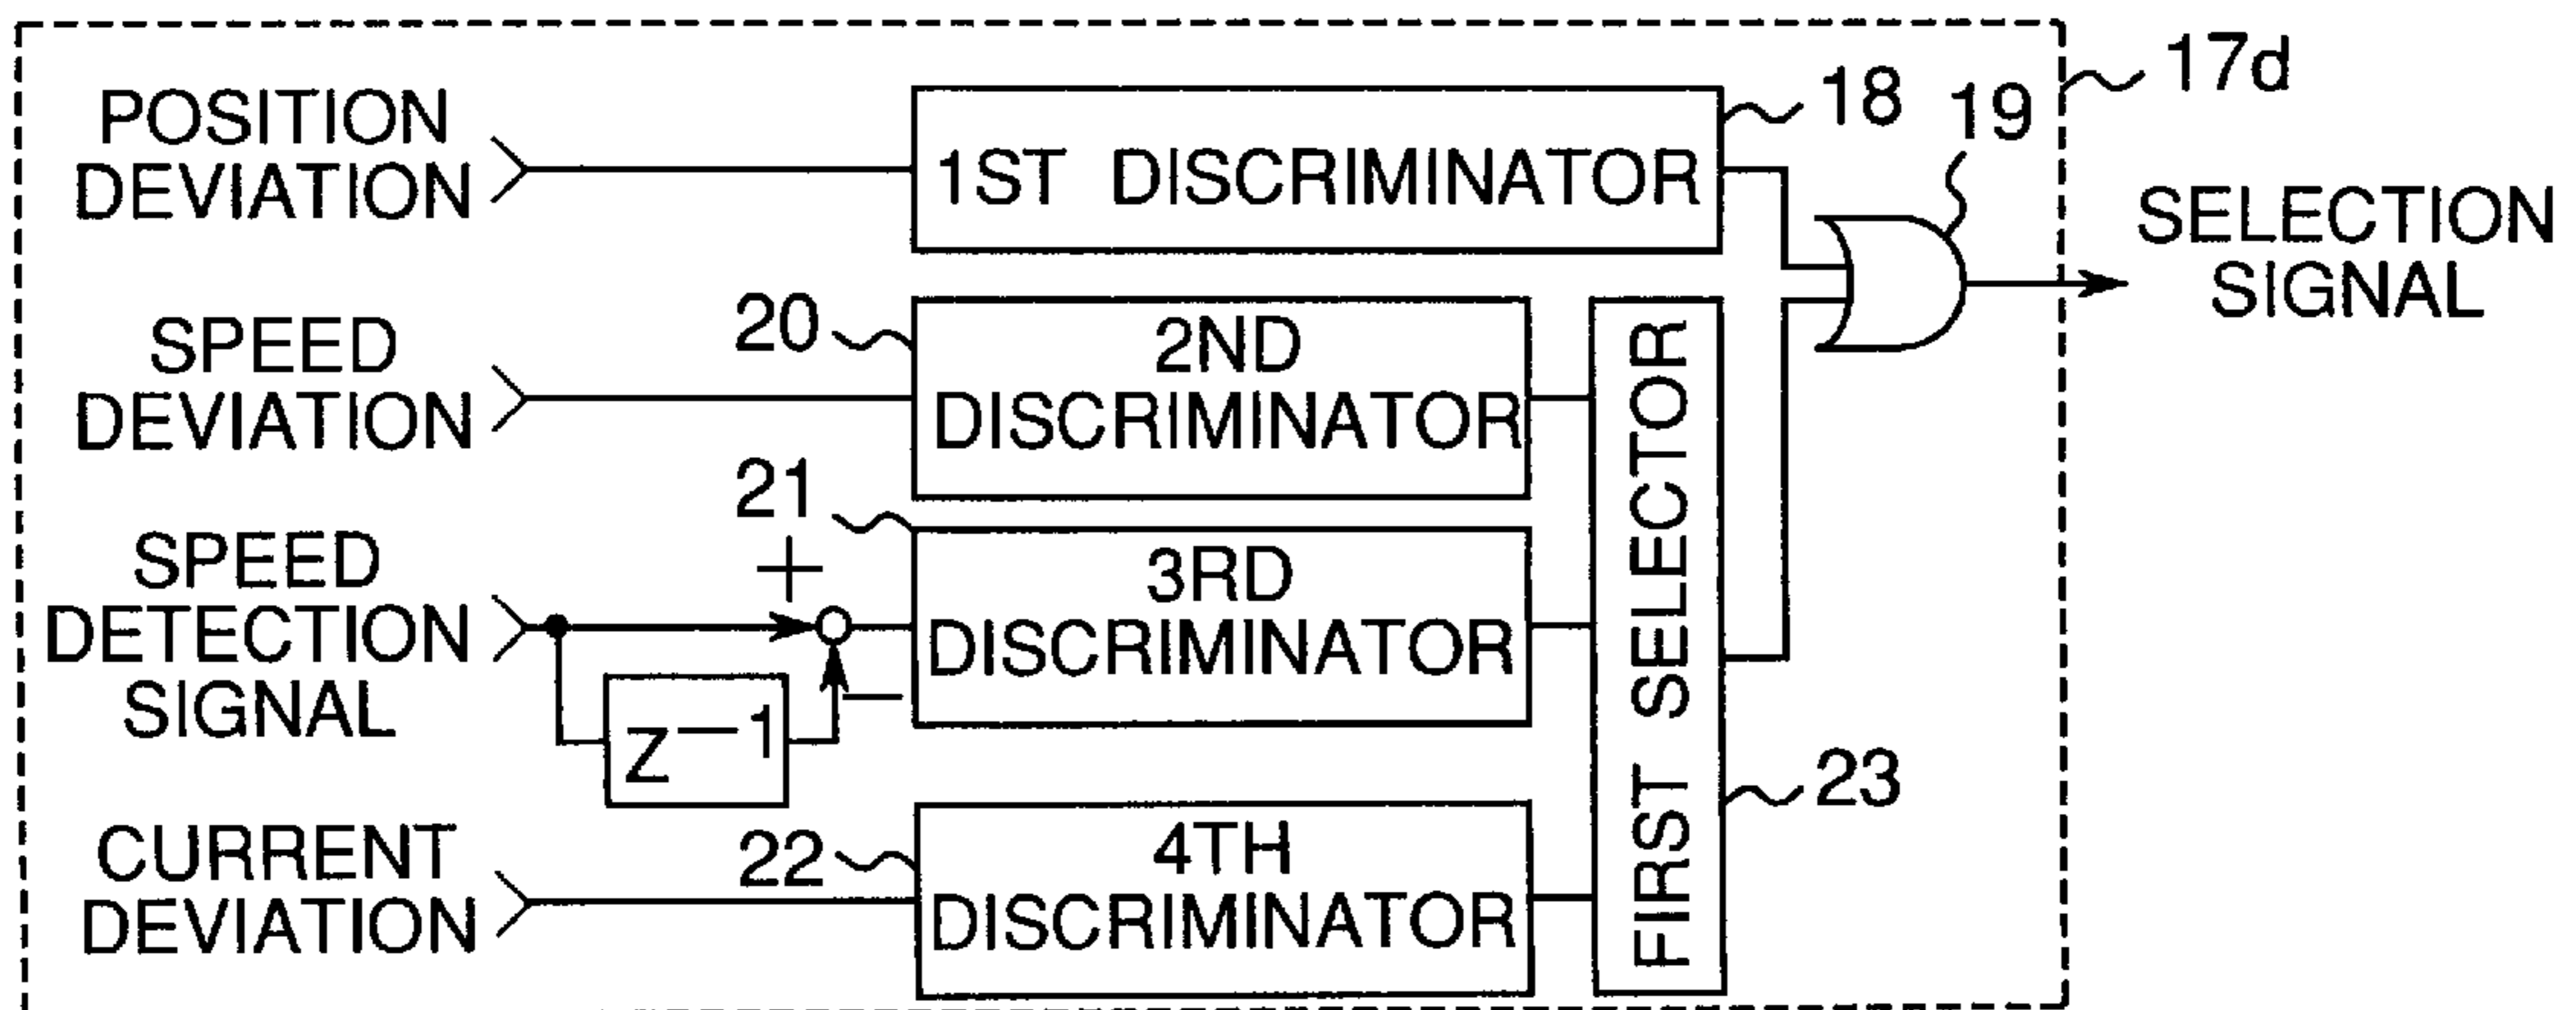 17d
POSITION
DEVIATION
1ST DISCRIMINATOR
18
19
SELECTION
SIGNAL
SPEED
DEVIATION
20
2ND
DISCRIMINATOR
FIRST SELECTOR
SPEED
DETECTION
SIGNAL
21
+
−
Z−1
3RD
DISCRIMINATOR
23
CURRENT
DEVIATION
22
4TH
DISCRIMINATOR